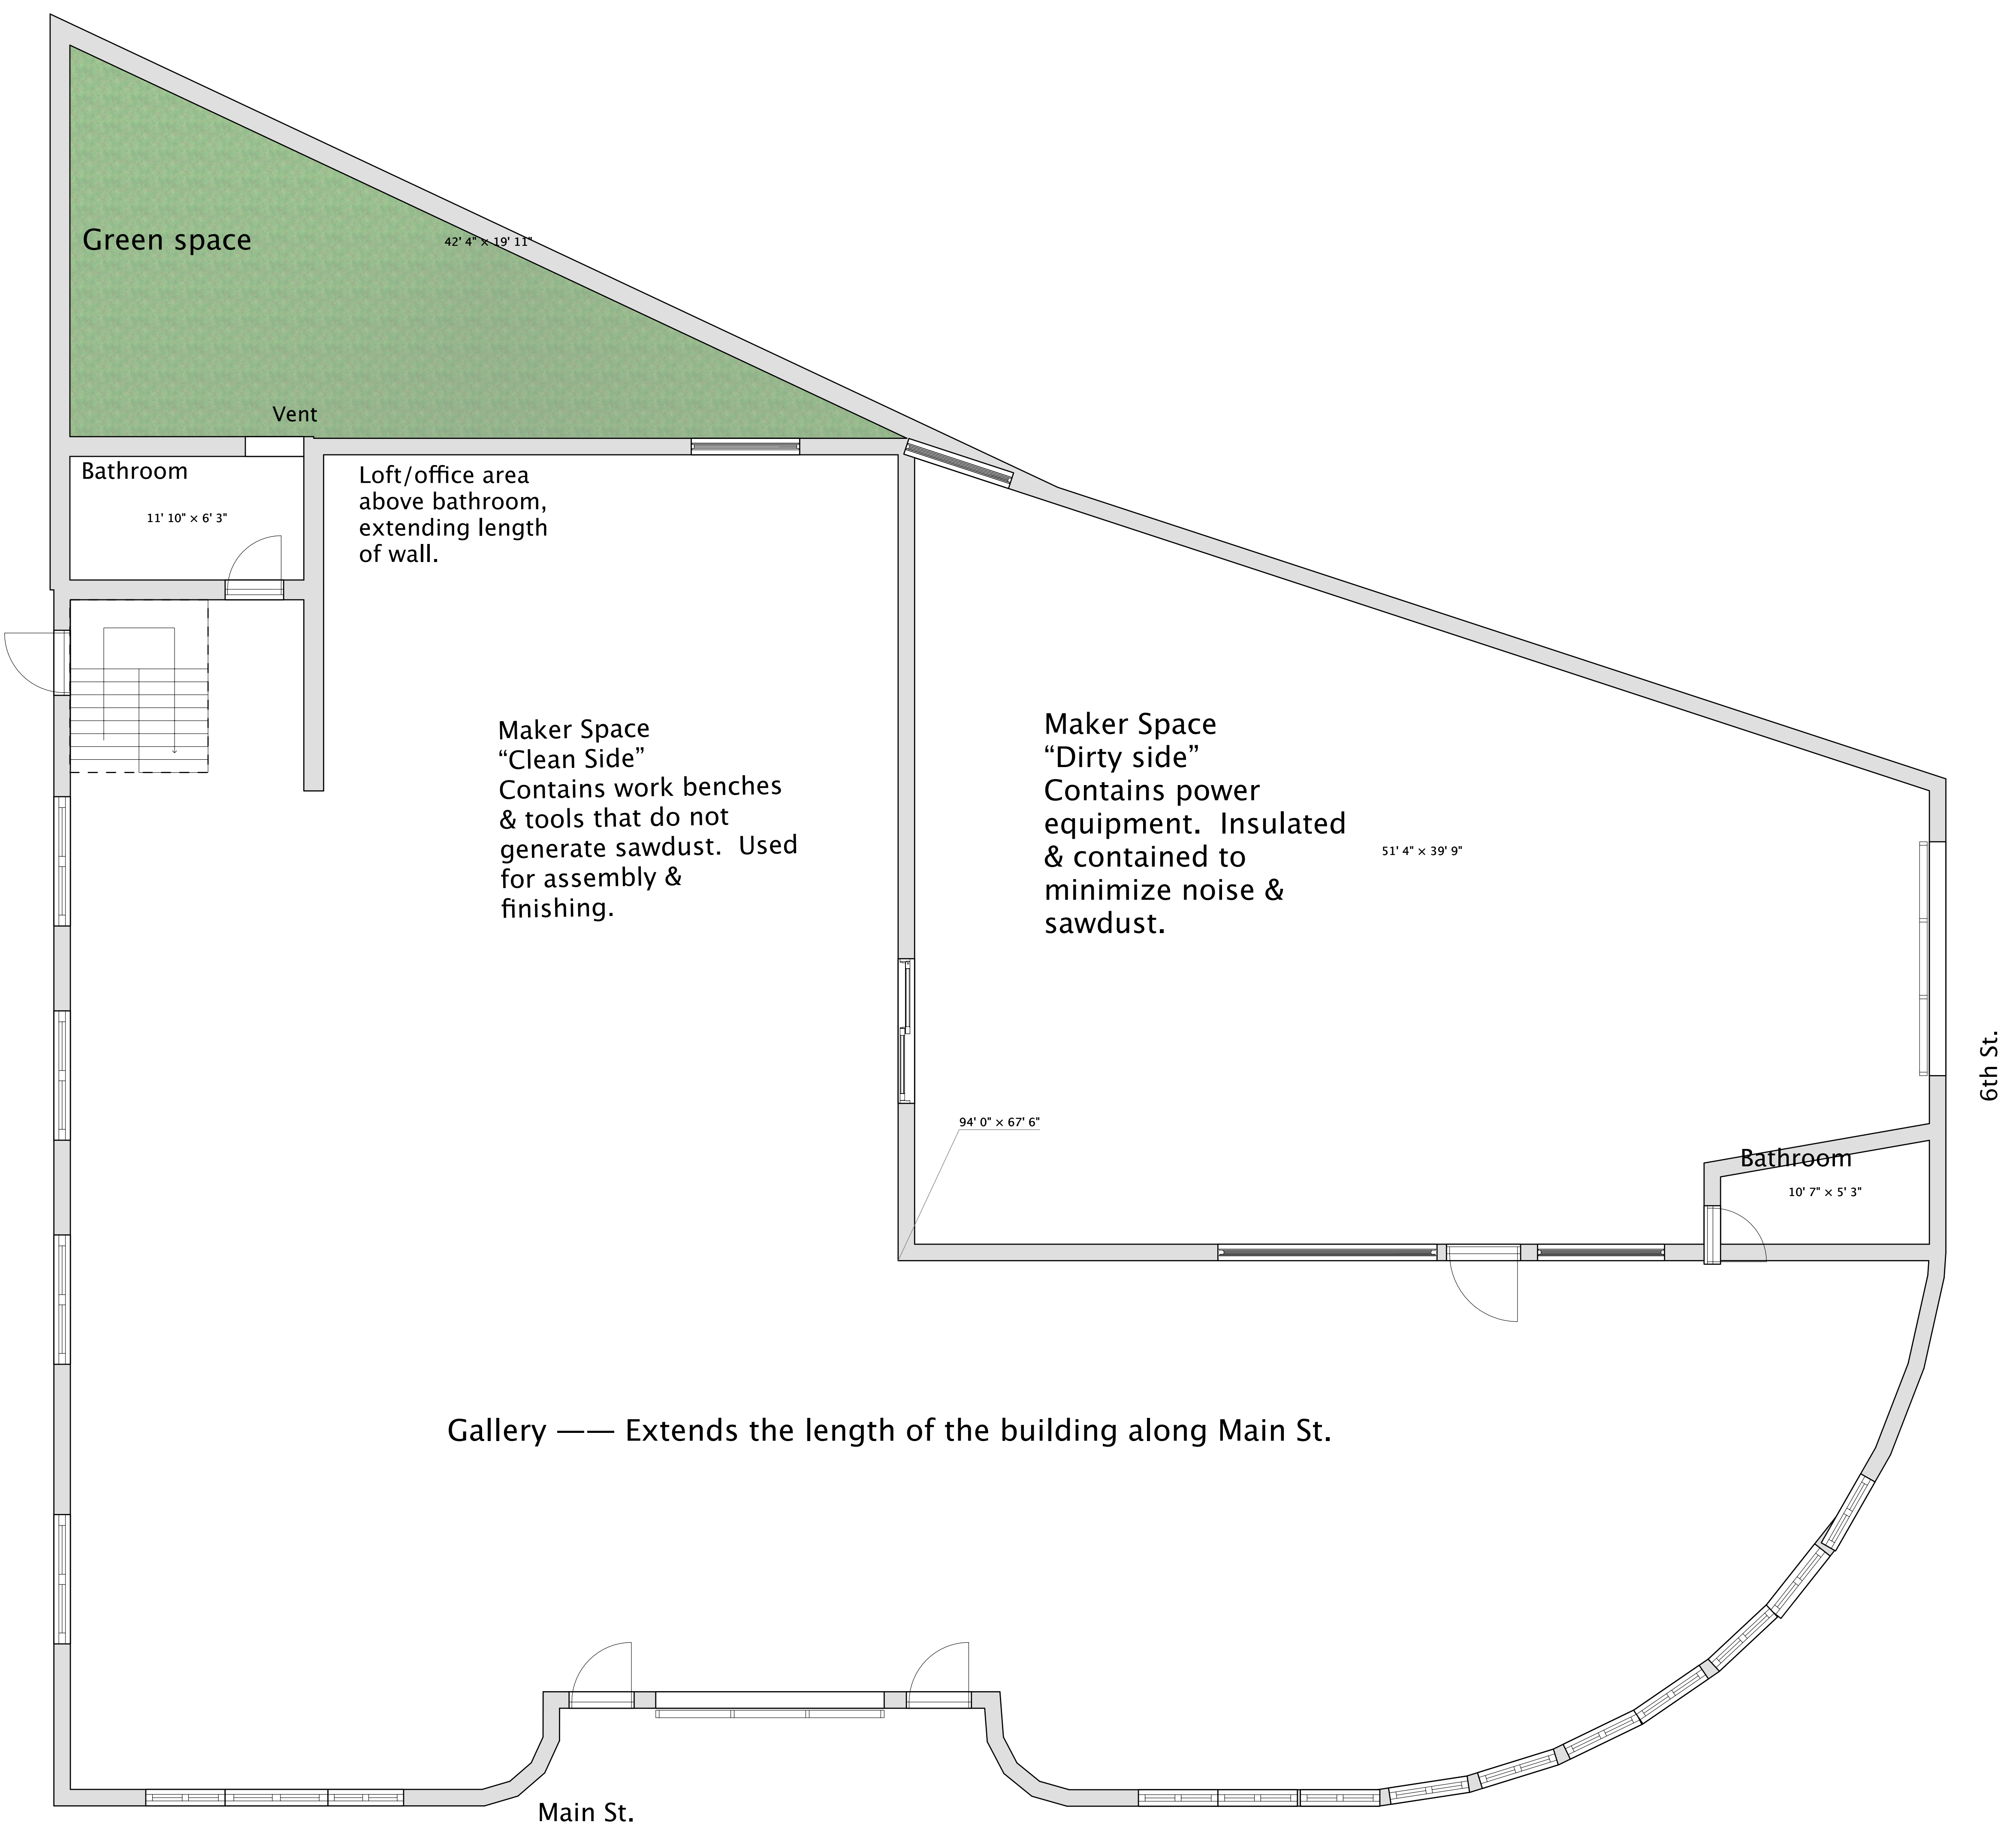 Green space
42' 4" × 19' 11"
Vent
Bathroom
11' 10" × 6' 3"
Loft/office area
above bathroom,
extending length
of wall.
Maker Space
“Clean Side”
Contains work benches
& tools that do not
generate sawdust.  Used
for assembly &
finishing.
Maker Space
“Dirty side”
Contains power
equipment.  Insulated
& contained to
minimize noise &
sawdust.
51' 4" × 39' 9"
6th St.
94' 0" × 67' 6"
Bathroom
10' 7" × 5' 3"
Gallery —— Extends the length of the building along Main St.
Main St.